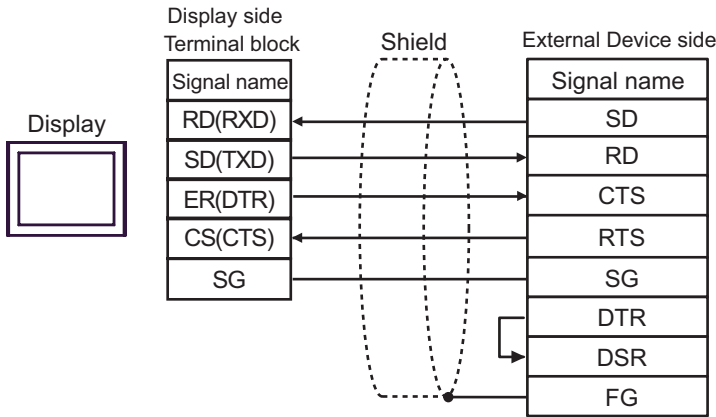 Display side
Terminal block
Shield
External Device side
Signal name
Signal name
Display
RD(RXD)
SD
SD(TXD)
RD
ER(DTR)
CTS
CS(CTS)
RTS
SG
SG
DTR
DSR
FG